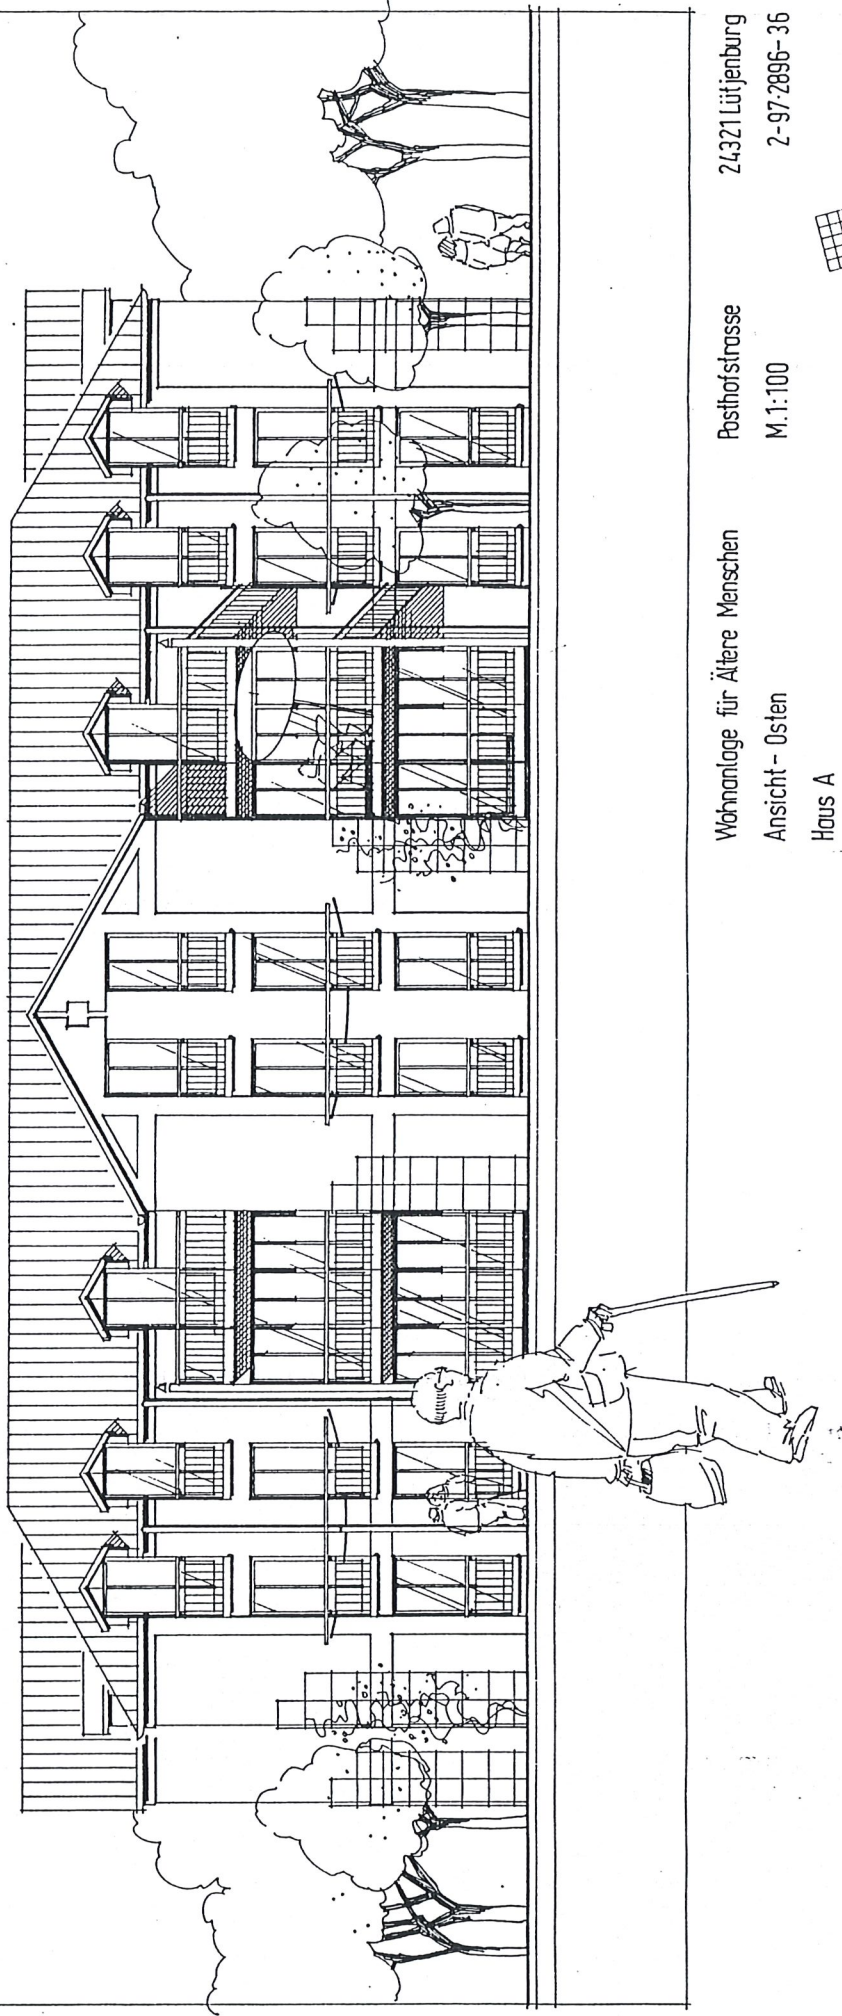 Wohnanlage für Ältere Menschen Posthofstrasse 24321 Lütjenburg
Ansicht - Osten M.1:100 2-97-2896-36
Haus A